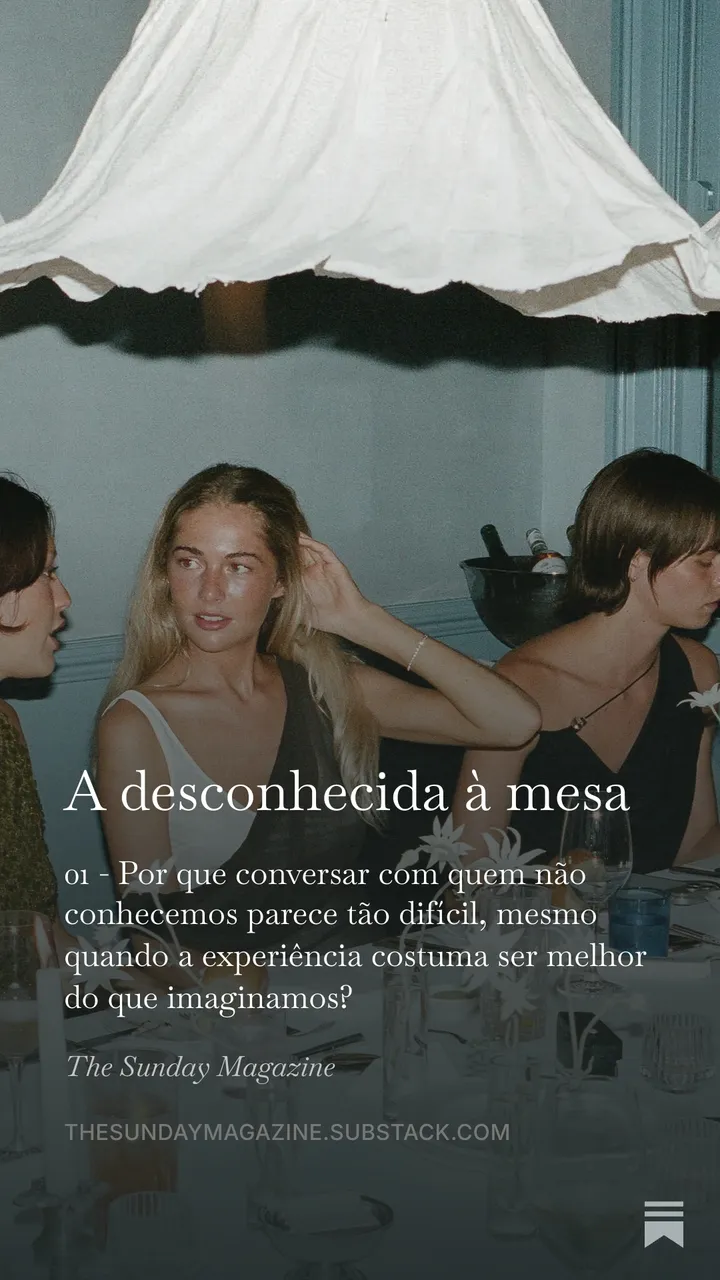 A desconhecida à mesa
01 - Por que conversar com quem não
conhecemos parece tão difícil, mesmo
quando a experiência costuma ser melhor
do que imaginamos?
The Sunday Magazine
THESUNDAYMAGAZINE.SUBSTACK.COM